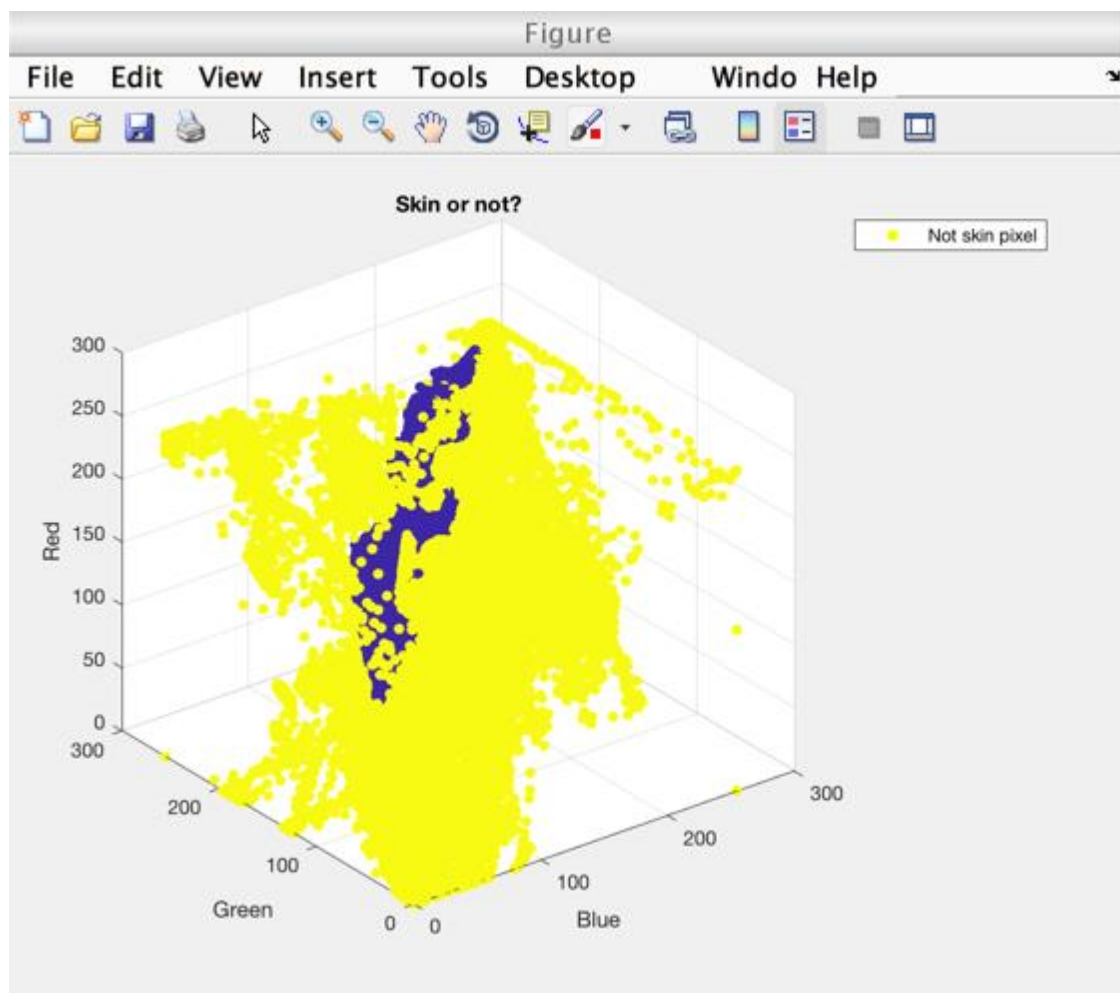 Figure
File Edit View Insert Tools Desktop Windo Help
Skin or not?
Not skin pixel
300
250
200
150
100
50
0
Red
300
200
100
0
Green
0
100
200
300
Blue